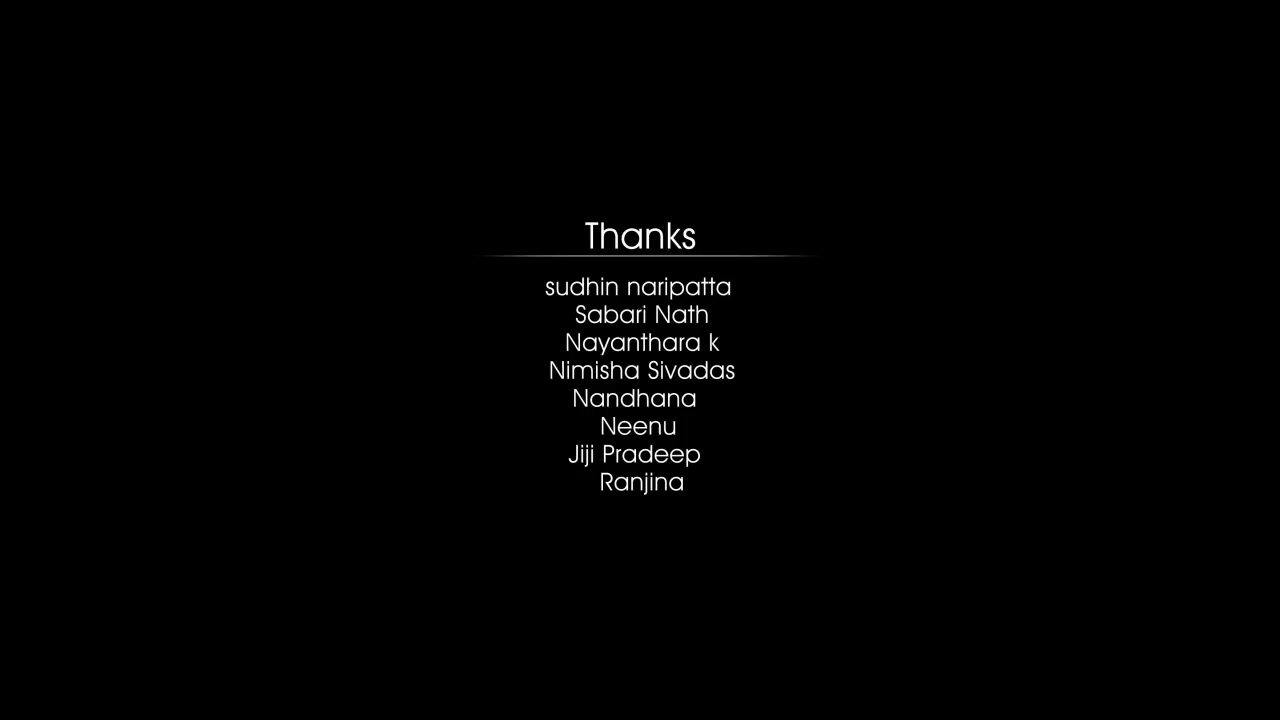 Thanks
sudhin naripatta
Sabari Nath
Nayanthara k
Nimisha Sivadas
Nandhana
Neenu
Jiji Pradeep
Ranjina